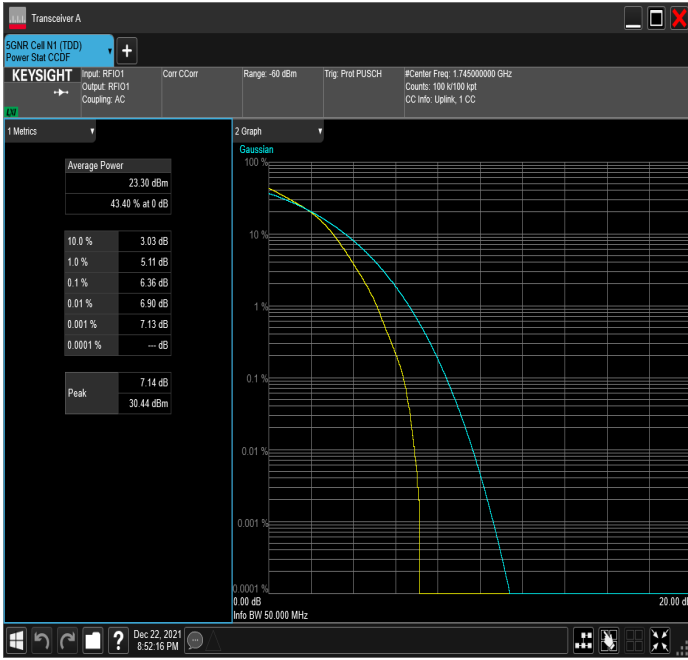 Transceiver A
5GNR Cell N1 (TDD)
Power Stat CCDF
KEYSIGHT
Input: RFIO1
Output: RFIO1
Coupling: AC
Corr CCorr
Range: -60 dBm
Trig: Prot PUSCH
#Center Freq: 1.745000000 GHz
Counts: 100 k/100 kpt
CC Info: Uplink, 1 CC
LXI
1 Metrics
Average Power
23.30 dBm
43.40 % at 0 dB
10.0 % 3.03 dB
1.0 % 5.11 dB
0.1 % 6.36 dB
0.01 % 6.90 dB
0.001 % 7.13 dB
0.0001 % --- dB
Peak
7.14 dB
30.44 dBm
2 Graph
Gaussian
100 %
10 %
1 %
0.1 %
0.01 %
0.001 %
0.0001 %
0.00 dB
20.00 dB
Info BW 50.000 MHz
Dec 22, 2021
8:52:16 PM